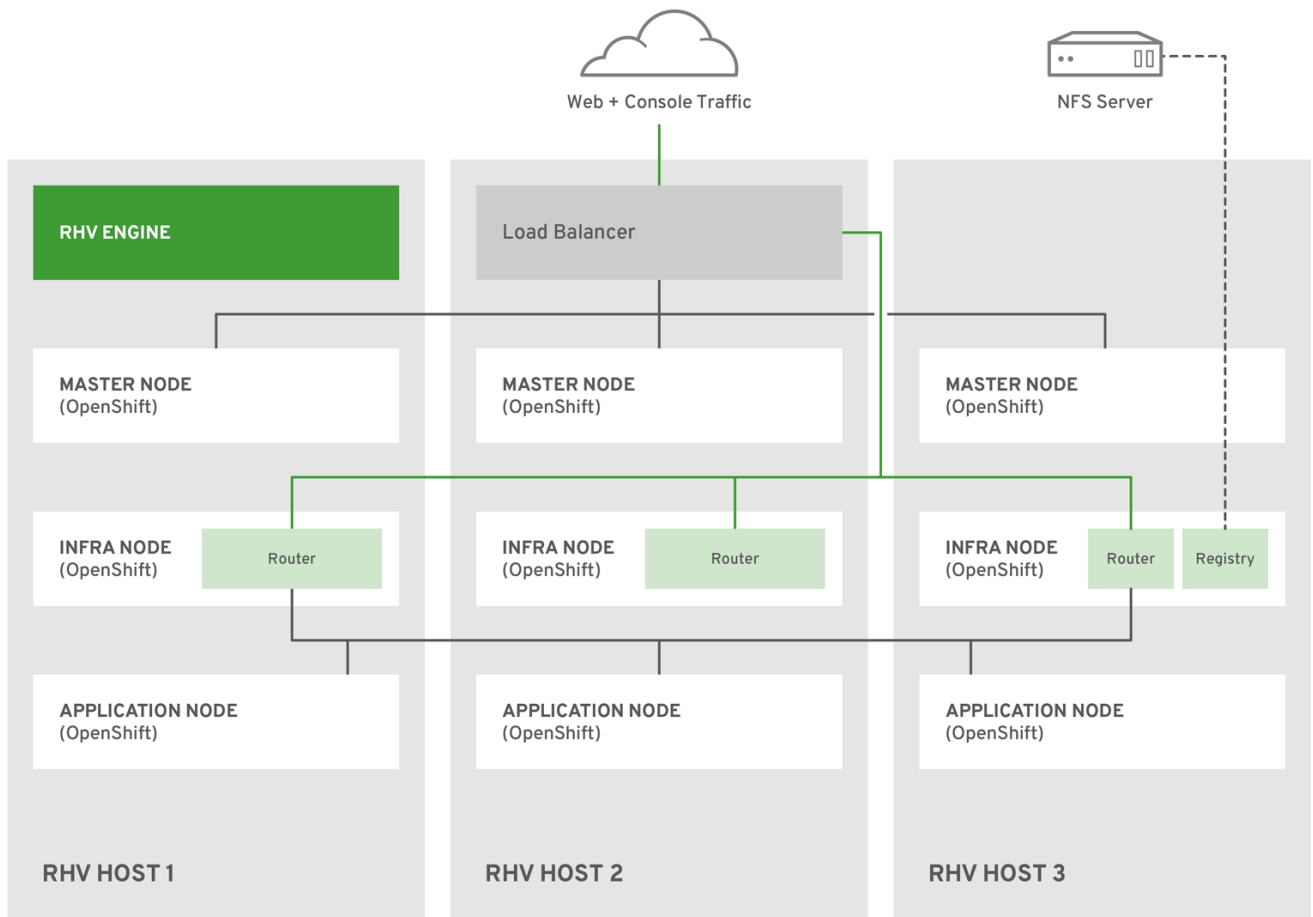 Web + Console Traffic
NFS Server
RHV ENGINE
Load Balancer
MASTER NODE
(OpenShift)
MASTER NODE
(OpenShift)
MASTER NODE
(OpenShift)
INFRA NODE
(OpenShift)
Router
INFRA NODE
(OpenShift)
Router
INFRA NODE
(OpenShift)
Router
Registry
APPLICATION NODE
(OpenShift)
APPLICATION NODE
(OpenShift)
APPLICATION NODE
(OpenShift)
RHV HOST 1
RHV HOST 2
RHV HOST 3